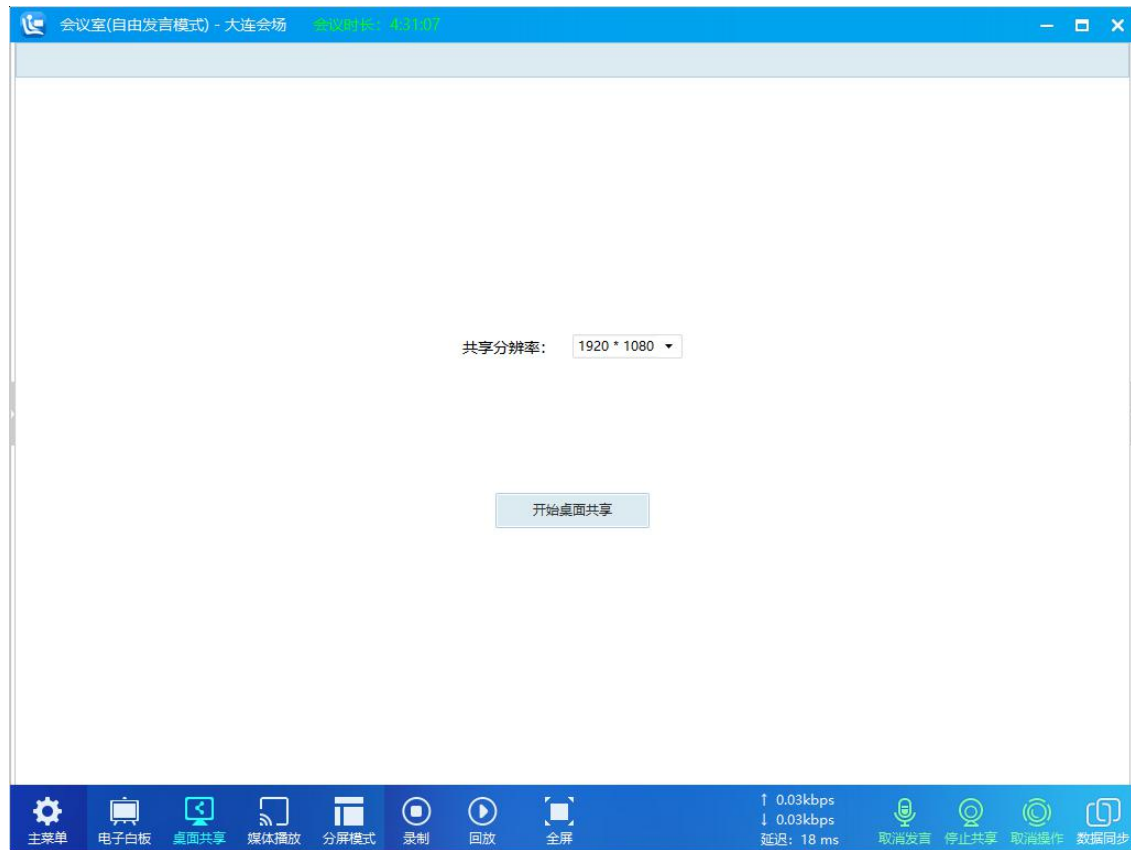 会议室(自由发言模式) - 大连会场 会议时长：4:31:07
共享分辨率： 1920 * 1080
开始桌面共享
主菜单 电子白板 桌面共享 媒体播放 分屏模式 录制 回放 全屏
↑ 0.03kbps
↓ 0.03kbps
延迟：18 ms
取消发言 停止共享 取消操作 数据同步